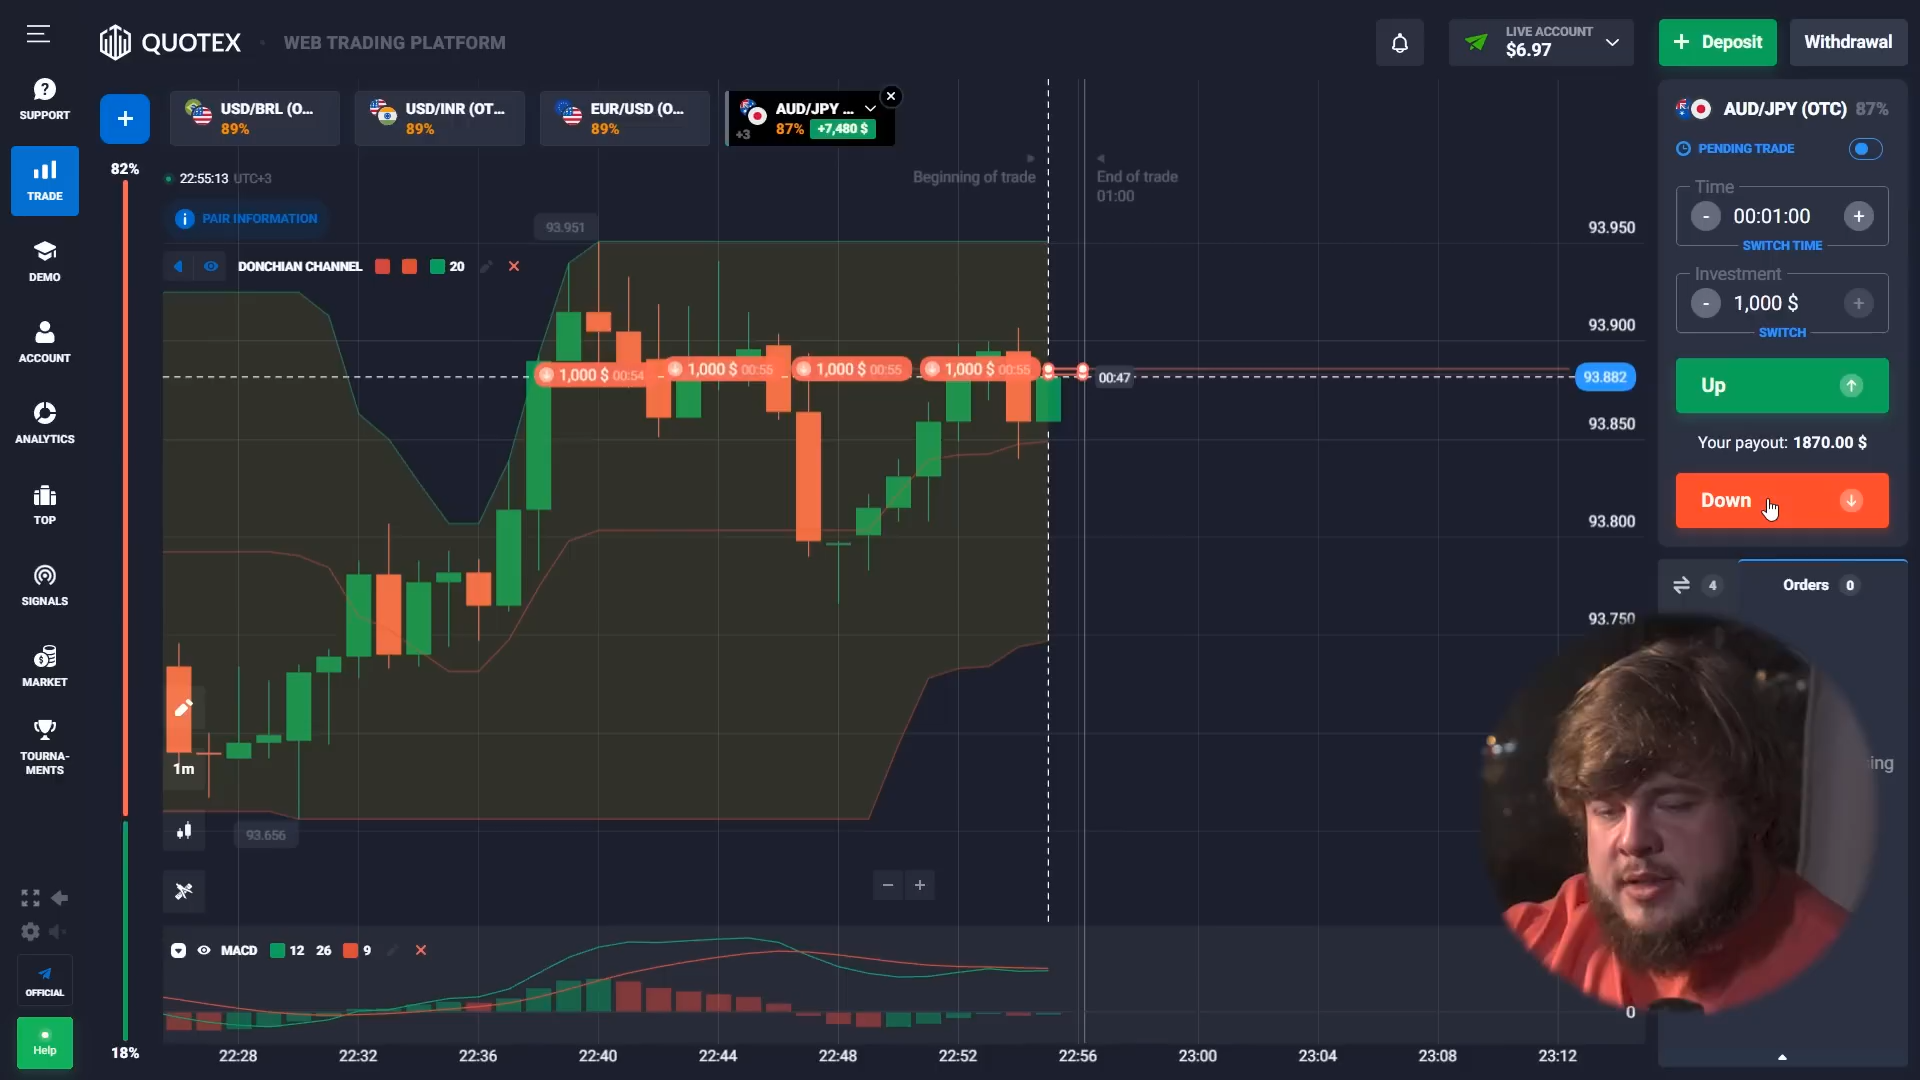 QUOTEX
WEB TRADING PLATFORM
LIVE ACCOUNT
$6.97
+ Deposit
Withdrawal
SUPPORT
TRADE
DEMO
ACCOUNT
ANALYTICS
TOP
SIGNALS
MARKET
TOURNA-
MENTS
OFFICIAL
Help
+
USD/BRL (O...
89%
USD/INR (OT...
89%
EUR/USD (O...
89%
AUD/JPY ...
+3
87%
+7,480 $
82%
18%
22:55:13 UTC+3
PAIR INFORMATION
DONCHIAN CHANNEL
20
Beginning of trade
End of trade
01:00
93.951
93.656
1,000 $ 00:54
1,000 $ 00:55
1,000 $ 00:55
1,000 $ 00:55
00:47
93.950
93.900
93.882
93.850
93.800
93.750
1m
MACD
12
26
9
0
22:28
22:32
22:36
22:40
22:44
22:48
22:52
22:56
23:00
23:04
23:08
23:12
AUD/JPY (OTC) 87%
PENDING TRADE
Time
- 00:01:00 +
SWITCH TIME
Investment
- 1,000 $ +
SWITCH
Up
Your payout: 1870.00 $
Down
4
Orders 0